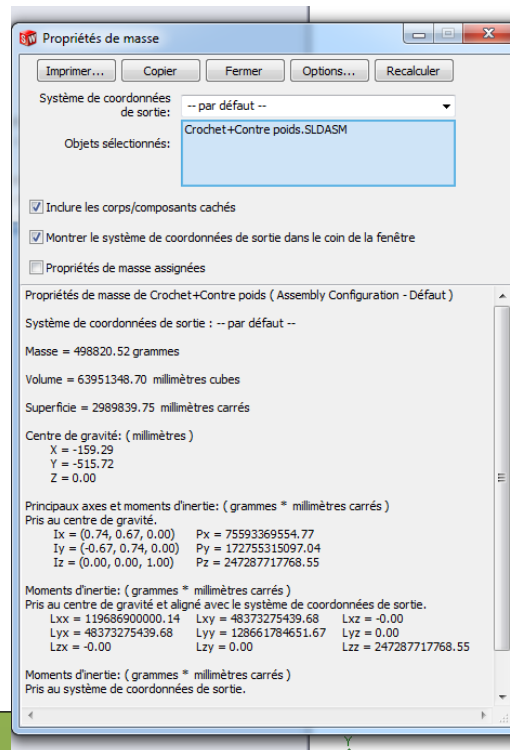 Propriétés de masse
Imprimer... Copier Fermer Options... Recalculer
Système de coordonnées de sortie: -- par défaut --
Objets sélectionnés: Crochet+Contre poids.SLDASM
Inclure les corps/composants cachés
Montrer le système de coordonnées de sortie dans le coin de la fenêtre
Propriétés de masse assignées
Propriétés de masse de Crochet+Contre poids ( Assembly Configuration - Défaut )
Système de coordonnées de sortie : -- par défaut --
Masse = 498820.52 grammes
Volume = 63951348.70 millimètres cubes
Superficie = 2989839.75 millimètres carrés
Centre de gravité: ( millimètres )
X = -159.29
Y = -515.72
Z = 0.00
Principaux axes et moments d'inertie: ( grammes * millimètres carrés )
Pris au centre de gravité.
Ix = (0.74, 0.67, 0.00) Px = 75593369554.77
Iy = (-0.67, 0.74, 0.00) Py = 172755315097.04
Iz = (0.00, 0.00, 1.00) Pz = 247287717768.55
Moments d'inertie: ( grammes * millimètres carrés )
Pris au centre de gravité et aligné avec le système de coordonnées de sortie.
Lxx = 119686900000.14 Lxy = 48373275439.68 Lxz = -0.00
Lyx = 48373275439.68 Lyy = 128661784651.67 Lyz = 0.00
Lzx = -0.00 Lzy = 0.00 Lzz = 247287717768.55
Moments d'inertie: ( grammes * millimètres carrés )
Pris au système de coordonnées de sortie.
Y